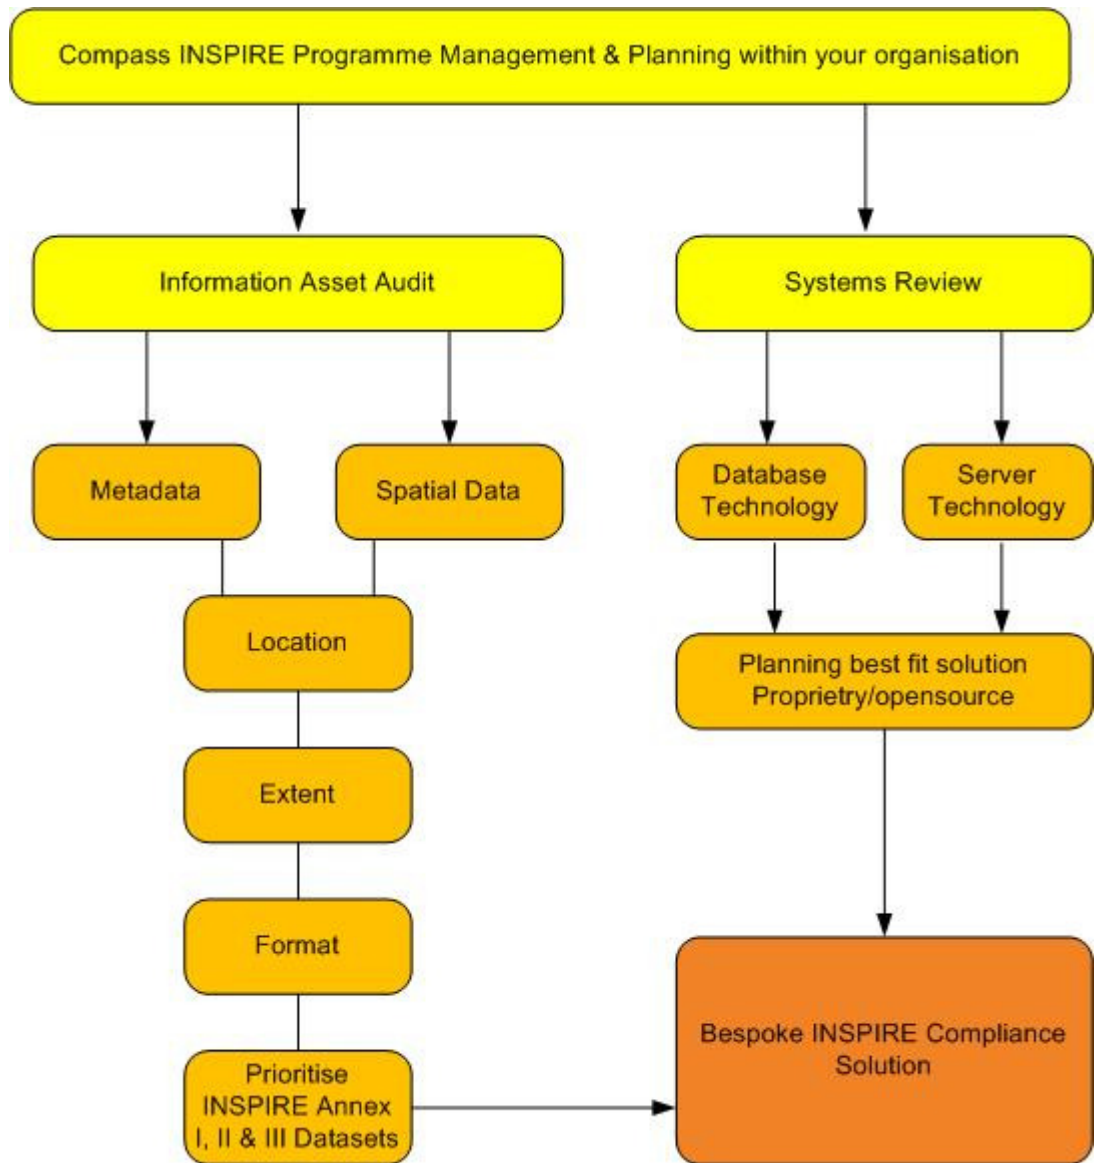 Compass INSPIRE Programme Management & Planning within your organisation
Information Asset Audit
Systems Review
Metadata
Spatial Data
Database
Technology
Server
Technology
Location
Planning best fit solution
Proprietry/opensource
Extent
Format
Bespoke INSPIRE Compliance
Solution
Prioritise
INSPIRE Annex
I, II & III Datasets